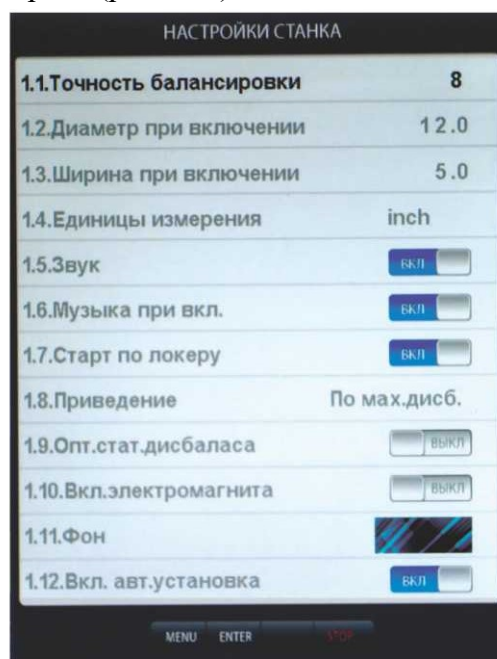 НАСТРОЙКИ СТАНКА
1.1.Точность балансировки 8
1.2.Диаметр при включении 12.0
1.3.Ширина при включении 5.0
1.4.Единицы измерения inch
1.5.Звук ВКЛ
1.6.Музыка при вкл. ВКЛ
1.7.Старт по локеру ВКЛ
1.8.Приведение По мах.дисб.
1.9.Опт.стат.дисбаласа ВЫКЛ
1.10.Вкл.электромагнита ВЫКЛ
1.11.Фон
1.12.Вкл. авт.установка ВКЛ
MENU ENTER STOP